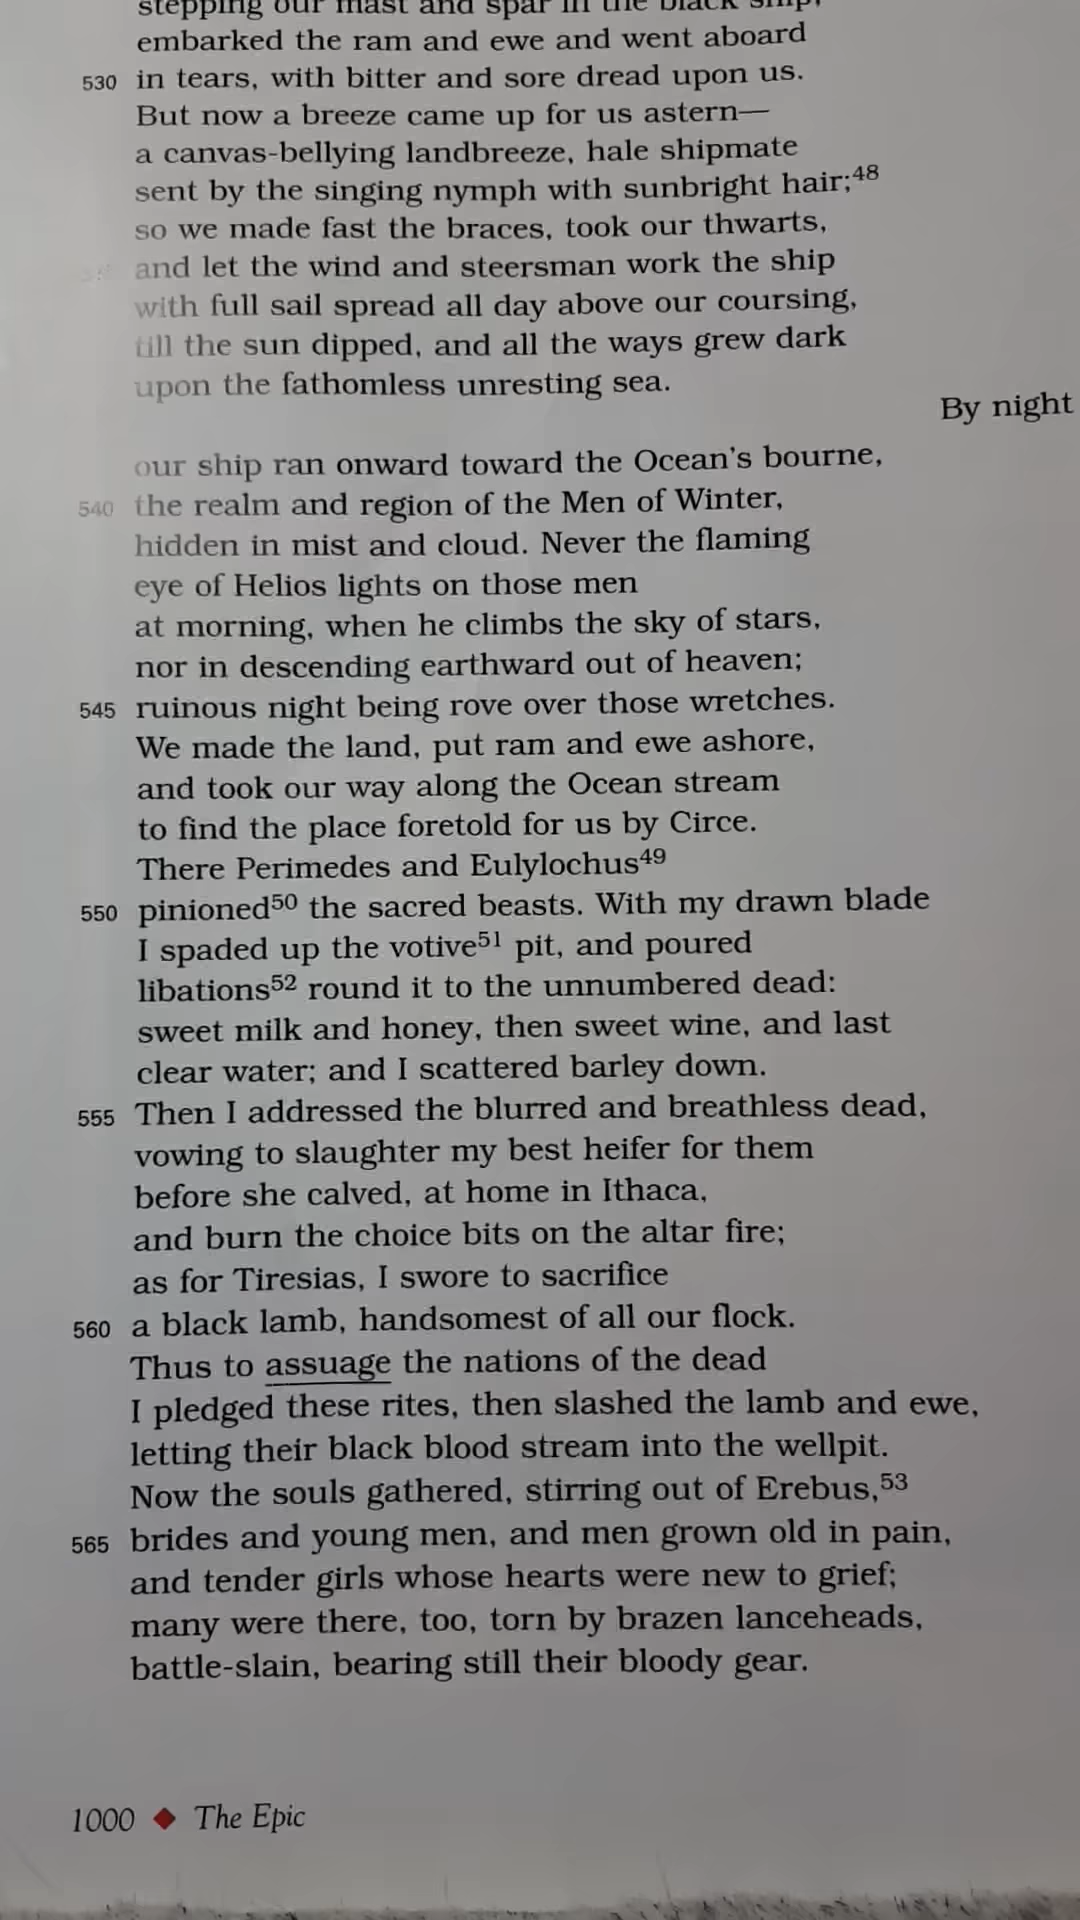 stepping our mast and spar in the black ship,
embarked the ram and ewe and went aboard
530 in tears, with bitter and sore dread upon us.
But now a breeze came up for us astern—
a canvas-bellying landbreeze, hale shipmate
sent by the singing nymph with sunbright hair;48
so we made fast the braces, took our thwarts,
and let the wind and steersman work the ship
with full sail spread all day above our coursing,
till the sun dipped, and all the ways grew dark
upon the fathomless unresting sea.
By night
our ship ran onward toward the Ocean's bourne,
540 the realm and region of the Men of Winter,
hidden in mist and cloud. Never the flaming
eye of Helios lights on those men
at morning, when he climbs the sky of stars,
nor in descending earthward out of heaven;
545 ruinous night being rove over those wretches.
We made the land, put ram and ewe ashore,
and took our way along the Ocean stream
to find the place foretold for us by Circe.
There Perimedes and Eulylochus49
550 pinioned50 the sacred beasts. With my drawn blade
I spaded up the votive51 pit, and poured
libations52 round it to the unnumbered dead:
sweet milk and honey, then sweet wine, and last
clear water; and I scattered barley down.
555 Then I addressed the blurred and breathless dead,
vowing to slaughter my best heifer for them
before she calved, at home in Ithaca,
and burn the choice bits on the altar fire;
as for Tiresias, I swore to sacrifice
560 a black lamb, handsomest of all our flock.
Thus to assuage the nations of the dead
I pledged these rites, then slashed the lamb and ewe,
letting their black blood stream into the wellpit.
Now the souls gathered, stirring out of Erebus,53
565 brides and young men, and men grown old in pain,
and tender girls whose hearts were new to grief;
many were there, too, torn by brazen lanceheads,
battle-slain, bearing still their bloody gear.
1000 ◆ The Epic